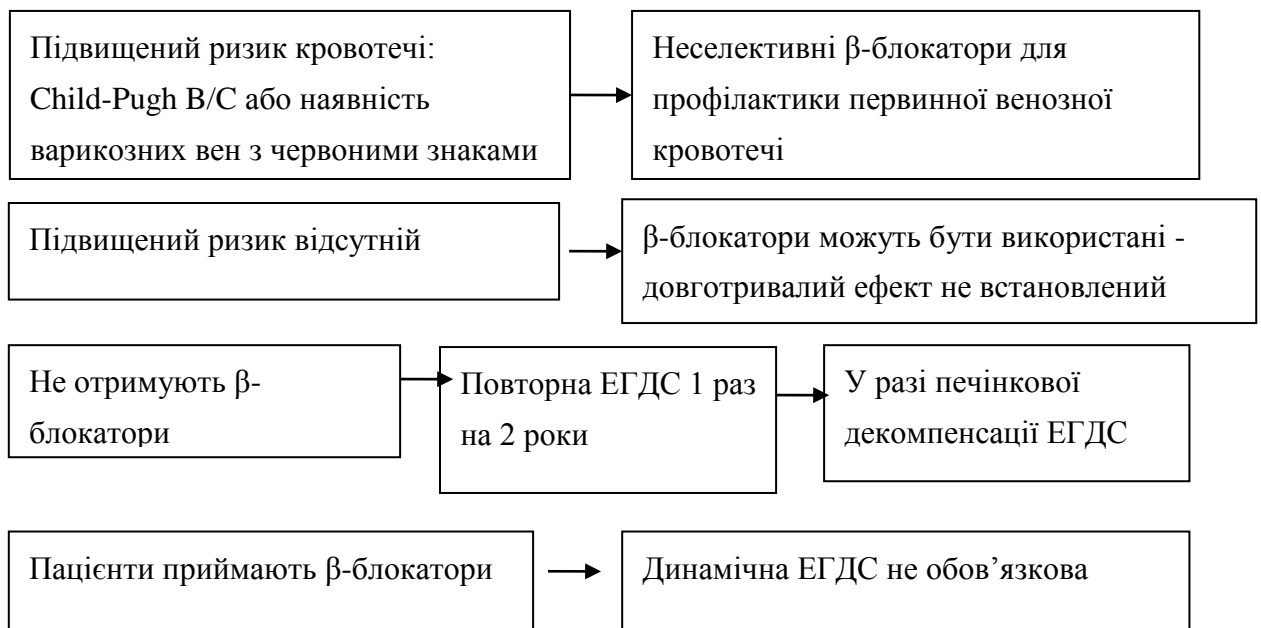 Підвищений ризик кровотечі:
Child-Pugh B/C або наявність
варикозних вен з червоними знаками
Неселективні β-блокатори для
профілактики первинної венозної
кровотечі
Підвищений ризик відсутній
β-блокатори можуть бути використані -
довготривалий ефект не встановлений
Не отримують β-
блокатори
Повторна ЕГДС 1 раз
на 2 роки
У разі печінкової
декомпенсації ЕГДС
Пацієнти приймають β-блокатори
Динамічна ЕГДС не обов’язкова